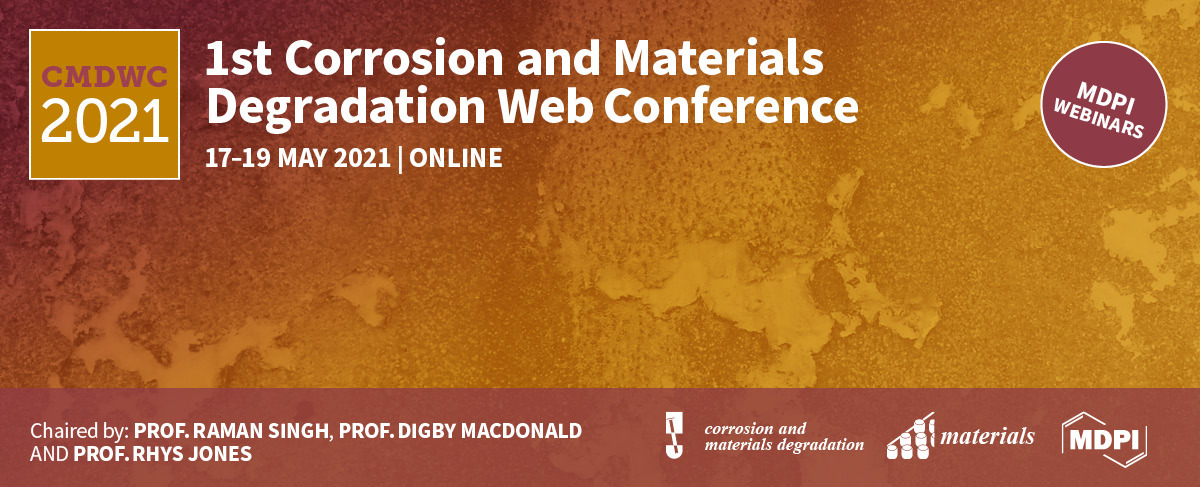 CMDWC
2021
1st Corrosion and Materials
Degradation Web Conference
17–19 MAY 2021 | ONLINE
MDPI
WEBINARS
Chaired by: PROF. RAMAN SINGH, PROF. DIGBY MACDONALD
AND PROF. RHYS JONES
corrosion and
materials degradation
materials
MDPI